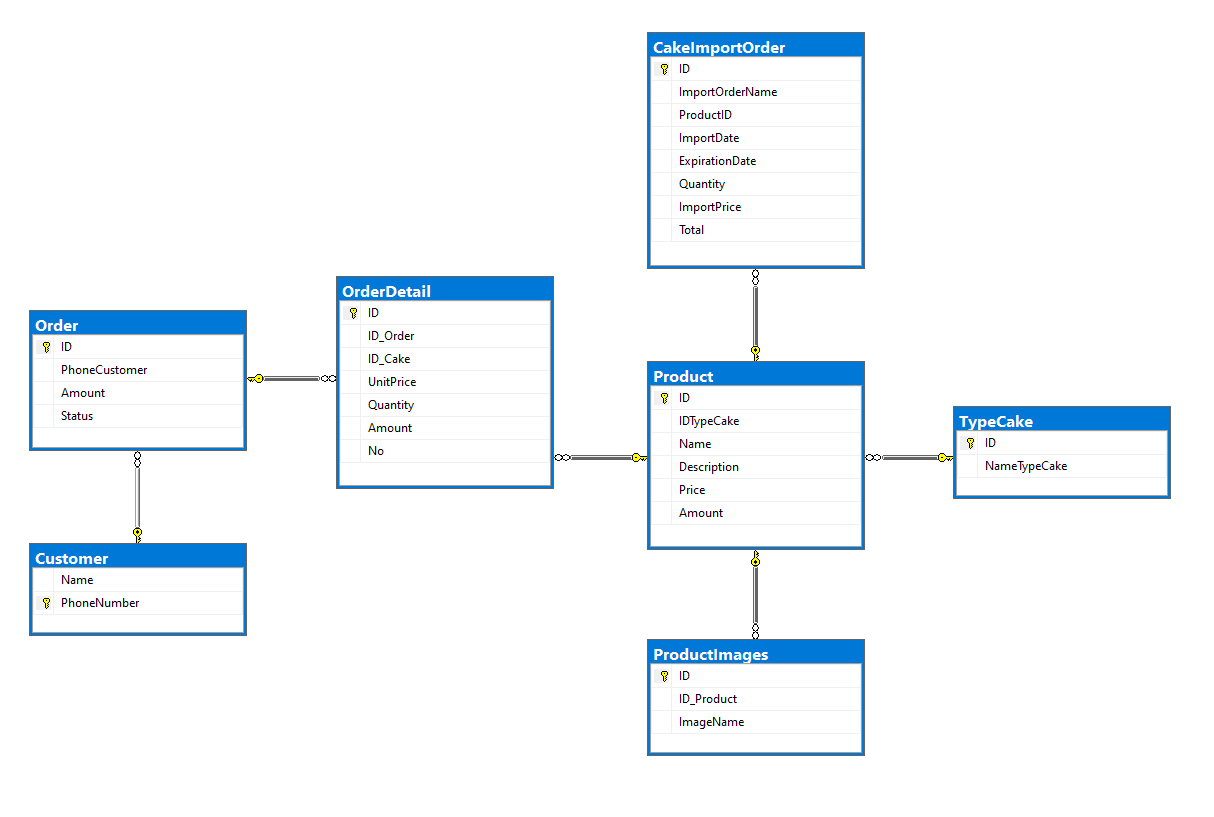 CakeImportOrder
ID
ImportOrderName
ProductID
ImportDate
ExpirationDate
Quantity
ImportPrice
Total
OrderDetail
ID
ID_Order
ID_Cake
UnitPrice
Quantity
Amount
No
Order
ID
PhoneCustomer
Amount
Status
Product
ID
IDTypeCake
Name
Description
Price
Amount
TypeCake
ID
NameTypeCake
Customer
Name
PhoneNumber
ProductImages
ID
ID_Product
ImageName